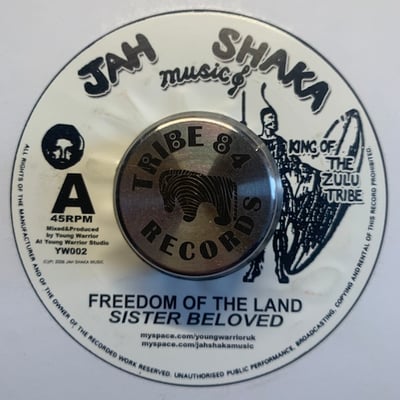 JAH SHAKA
music
KING OF
THE
ZULU
TRIBE
TRIBE 84
RECORDS
A
45RPM
Mixed&Produced
by Young Warrior
At Young Warrior Studio
YW002
(C)(P) 2006 JAH SHAKA MUSIC
FREEDOM OF THE LAND
SISTER BELOVED
myspace.com/youngwarrioruk
myspace.com/jahshakamusic
ALL RIGHTS OF THE MANUFACTURER AND OF THE OWNER OF THE RECORDED WORK RESERVED. UNAUTHORISED PUBLIC PERFORMANCE, BROADCASTING, COPYING AND RENTAL OF THIS RECORD PROHIBITED.